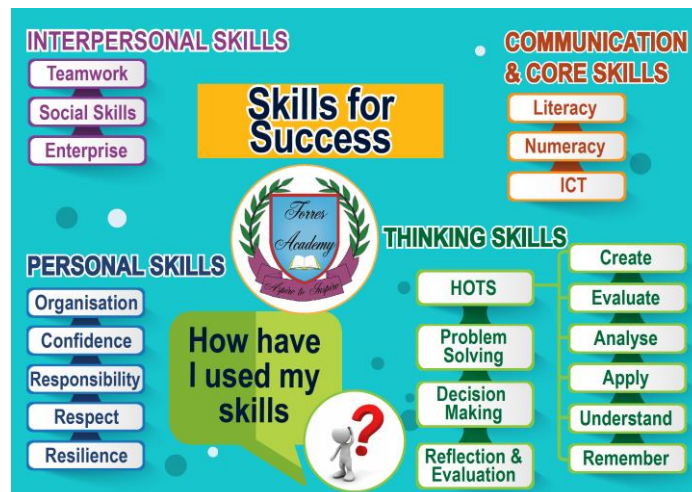 INTERPERSONAL SKILLS
Teamwork
Social Skills
Enterprise
Skills for
Success
COMMUNICATION
& CORE SKILLS
Literacy
Numeracy
ICT
Torres
Academy
Aspire to Inspire
PERSONAL SKILLS
Organisation
Confidence
Responsibility
Respect
Resilience
How have
I used my
skills
THINKING SKILLS
HOTS
Problem
Solving
Decision
Making
Reflection &
Evaluation
Create
Evaluate
Analyse
Apply
Understand
Remember